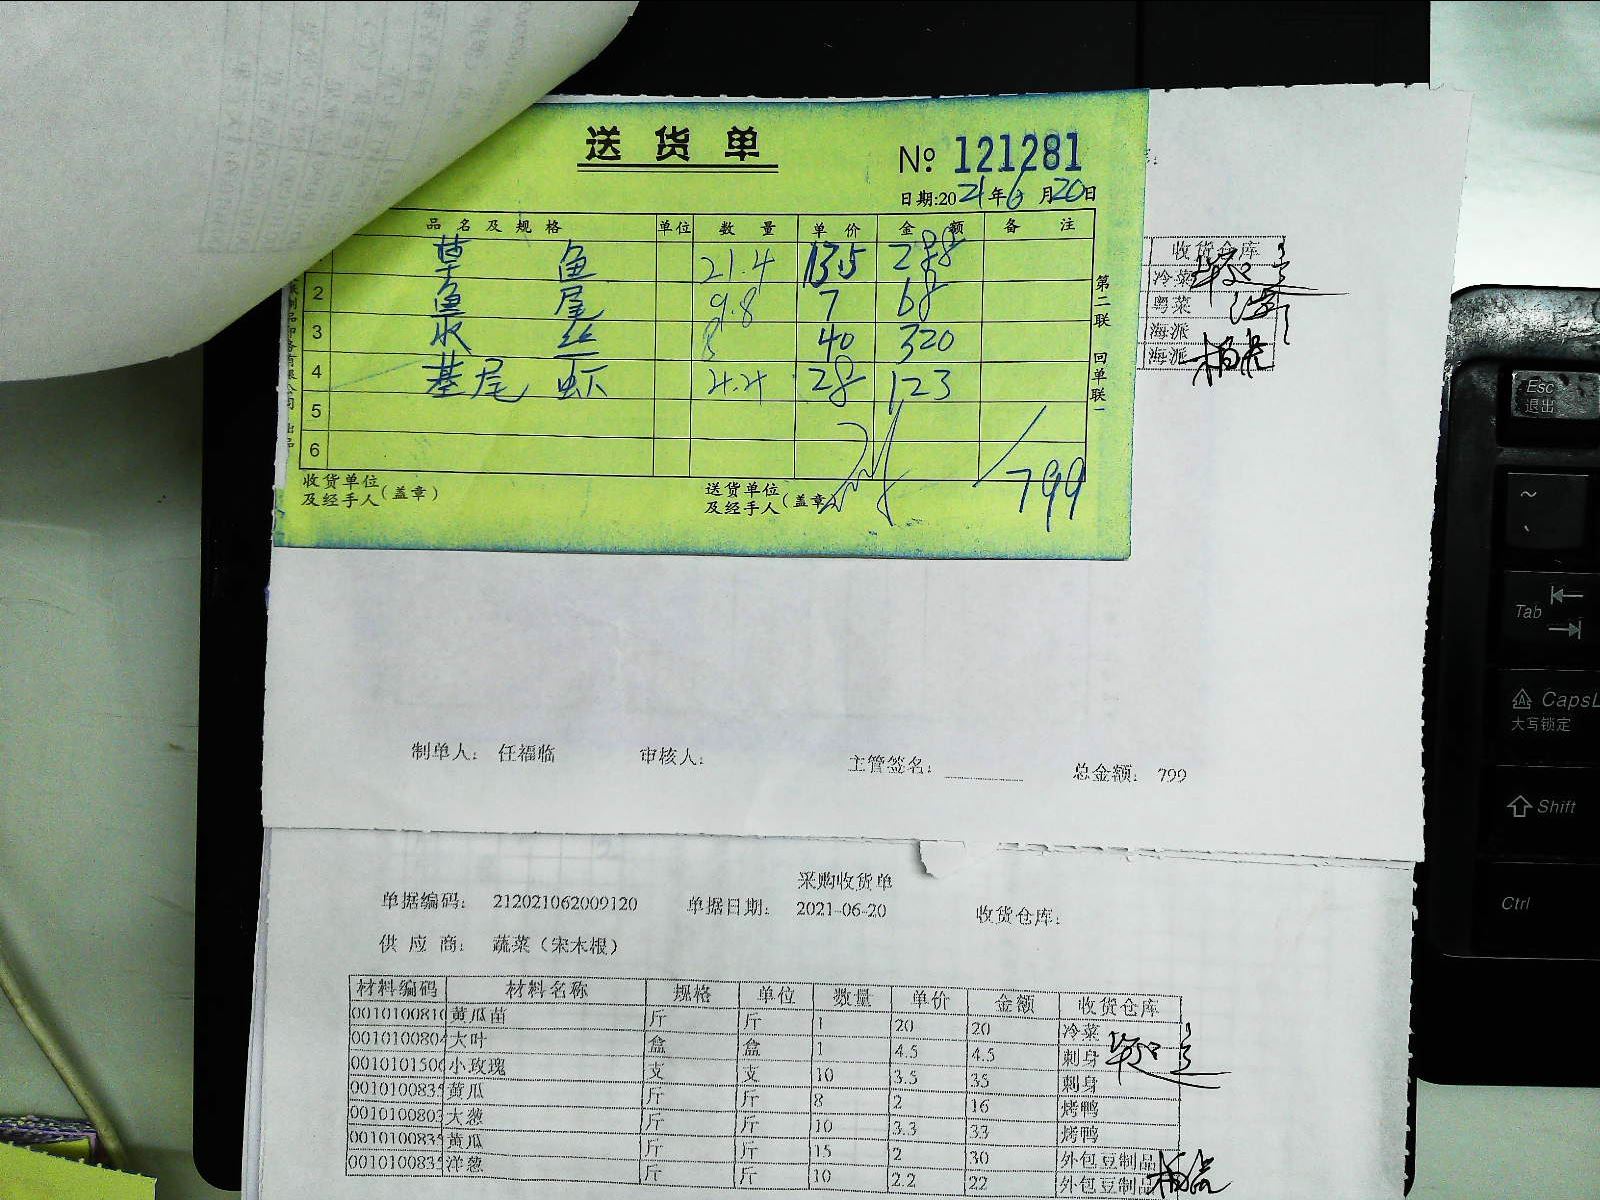 送货单
№ 121281
日期:2021年6月20日
品名及规格 单位 数量 单价 金额 备注
草鱼 21.4 13.5 288
2 鱼尾 9.8 7 68
3 丝 8 40 320
4 基尾虾 4.4 28 123
5
6
799
收货单位及经手人(盖章)
送货单位及经手人(盖章)
第二联 回单联
收货仓库
冷菜
粤菜
海派
海派
制单人: 任福临 审核人: 主管签名: 总金额: 799
采购收货单
单据编码: 212021062009120 单据日期: 2021-06-20 收货仓库:
供应商: 蔬菜(宋木根)
材料编码 材料名称 规格 单位 数量 单价 金额 收货仓库
001010081 黄瓜苗 斤 斤 1 20 20 冷菜
001010080 大叶 盒 盒 1 4.5 4.5 刺身
001010150 小玫瑰 支 支 10 3.5 35 刺身
001010083 黄瓜 斤 斤 8 2 16 烤鸭
001010080 大葱 斤 斤 10 3.3 33 烤鸭
001010083 黄瓜 斤 斤 15 2 30 外包豆制品
001010083 洋葱 斤 斤 10 2.2 22 外包豆制品
Esc
退出
~
Tab
CapsL
大写锁定
Shift
Ctrl